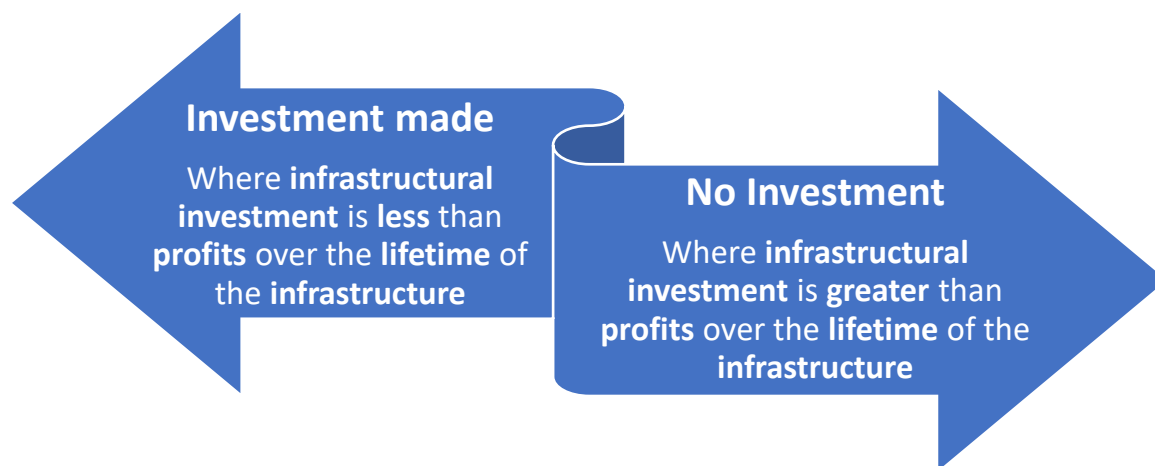 Investment made
Where infrastructural
investment is less than
profits over the lifetime of
the infrastructure
No Investment
Where infrastructural
investment is greater than
profits over the lifetime of the
infrastructure